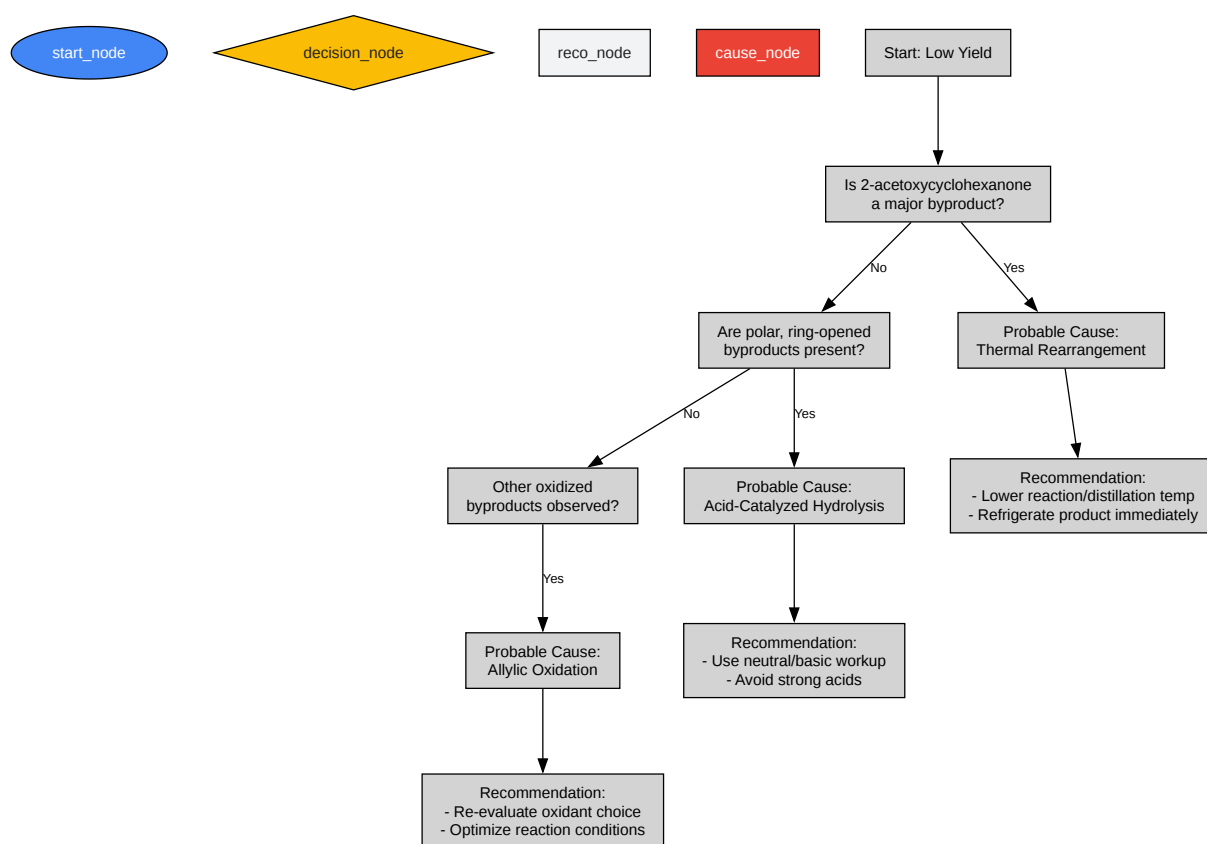 start_node
decision_node
reco_node
cause_node
Start: Low Yield
Is 2-acetoxycyclohexanone
a major byproduct?
No
Yes
Are polar, ring-opened
byproducts present?
Probable Cause:
Thermal Rearrangement
No
Yes
Other oxidized
byproducts observed?
Probable Cause:
Acid-Catalyzed Hydrolysis
Recommendation:
- Lower reaction/distillation temp
- Refrigerate product immediately
Yes
Probable Cause:
Allylic Oxidation
Recommendation:
- Use neutral/basic workup
- Avoid strong acids
Recommendation:
- Re-evaluate oxidant choice
- Optimize reaction conditions